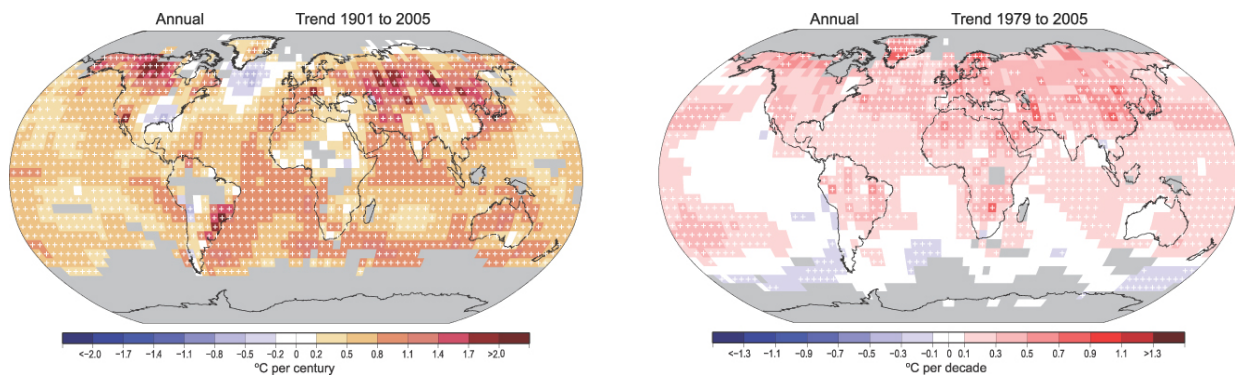 Annual Trend 1901 to 2005
<-2.0 -1.7 -1.4 -1.1 -0.8 -0.5 -0.2 0 0.2 0.5 0.8 1.1 1.4 1.7 >2.0
ºC per century
Annual Trend 1979 to 2005
<-1.3 -1.1 -0.9 -0.7 -0.5 -0.3 -0.1 0 0.1 0.3 0.5 0.7 0.9 1.1 >1.3
ºC per decade